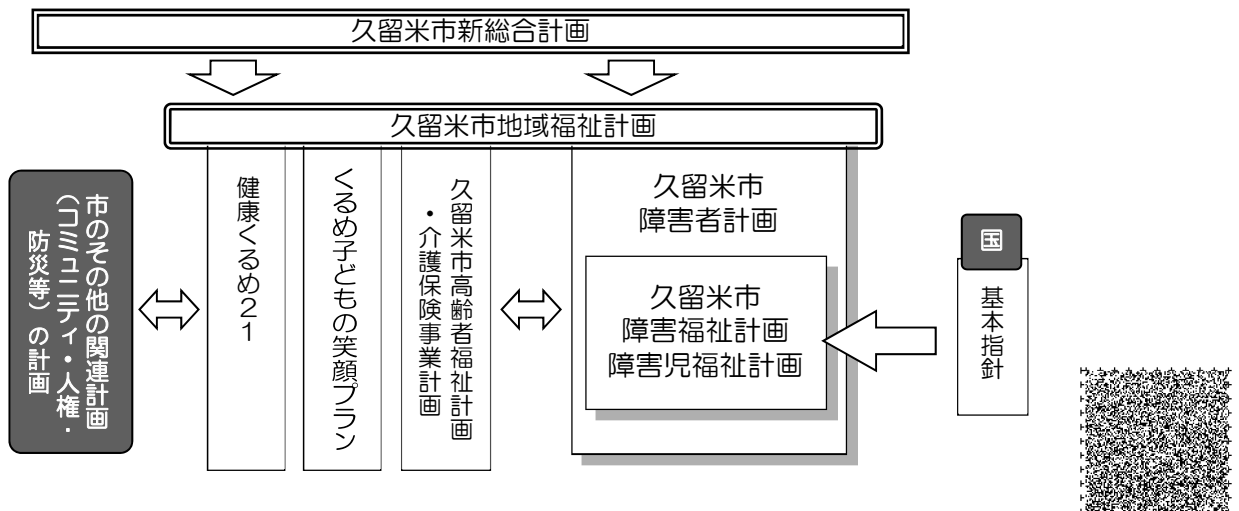 久留米市新総合計画
久留米市地域福祉計画
市のその他の関連計画
（コミュニティ・人権・
防災等）の計画
健康くるめ２１
くるめ子どもの笑顔プラン
久留米市高齢者福祉計画
・介護保険事業計画
久留米市
障害者計画
久留米市
障害福祉計画
障害児福祉計画
国
基本指針